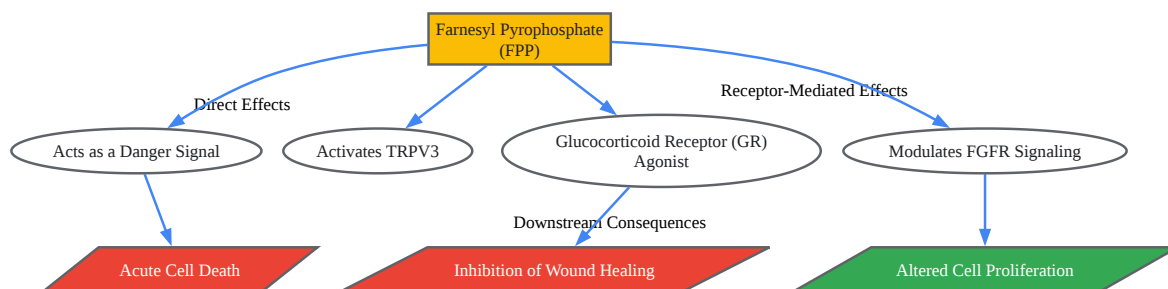 Farnesyl Pyrophosphate
(FPP)
Direct Effects
Receptor-Mediated Effects
Acts as a Danger Signal
Activates TRPV3
Glucocorticoid Receptor (GR)
Agonist
Modulates FGFR Signaling
Downstream Consequences
Acute Cell Death
Inhibition of Wound Healing
Altered Cell Proliferation